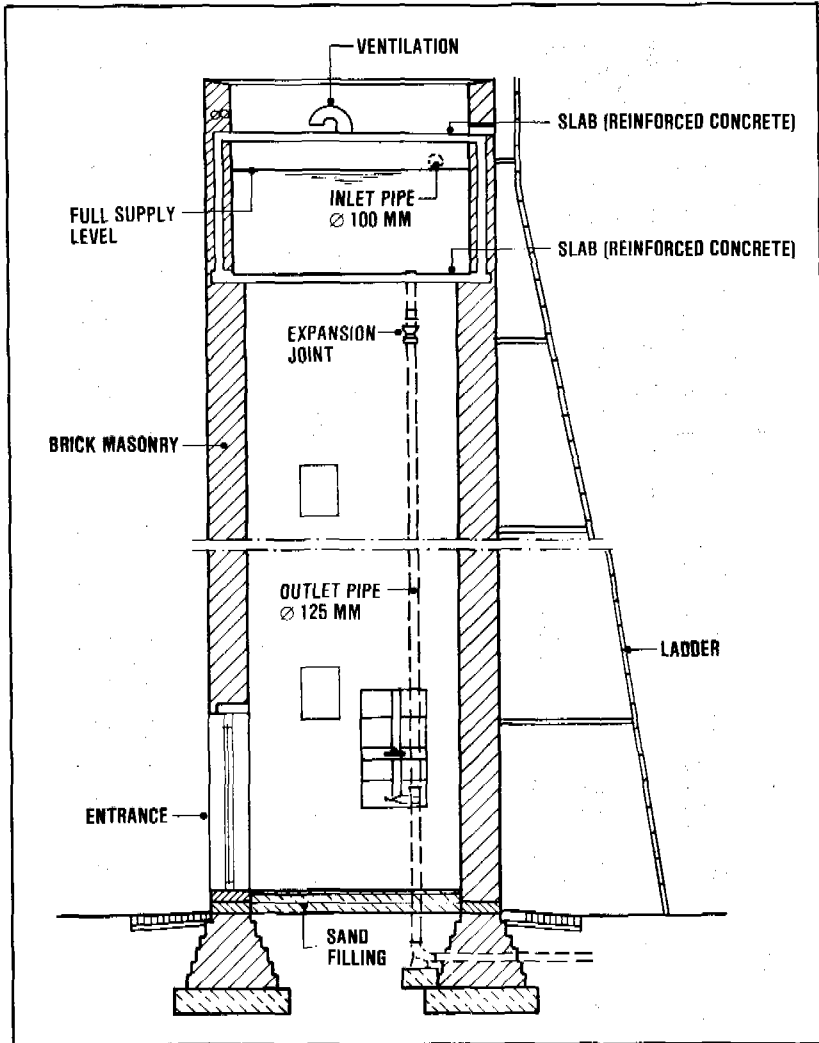 VENTILATION
SLAB (REINFORCED CONCRETE)
INLET PIPE
∅ 100 MM
FULL SUPPLY
LEVEL
SLAB (REINFORCED CONCRETE)
EXPANSION
JOINT
BRICK MASONRY
OUTLET PIPE
∅ 125 MM
LADDER
ENTRANCE
SAND
FILLING